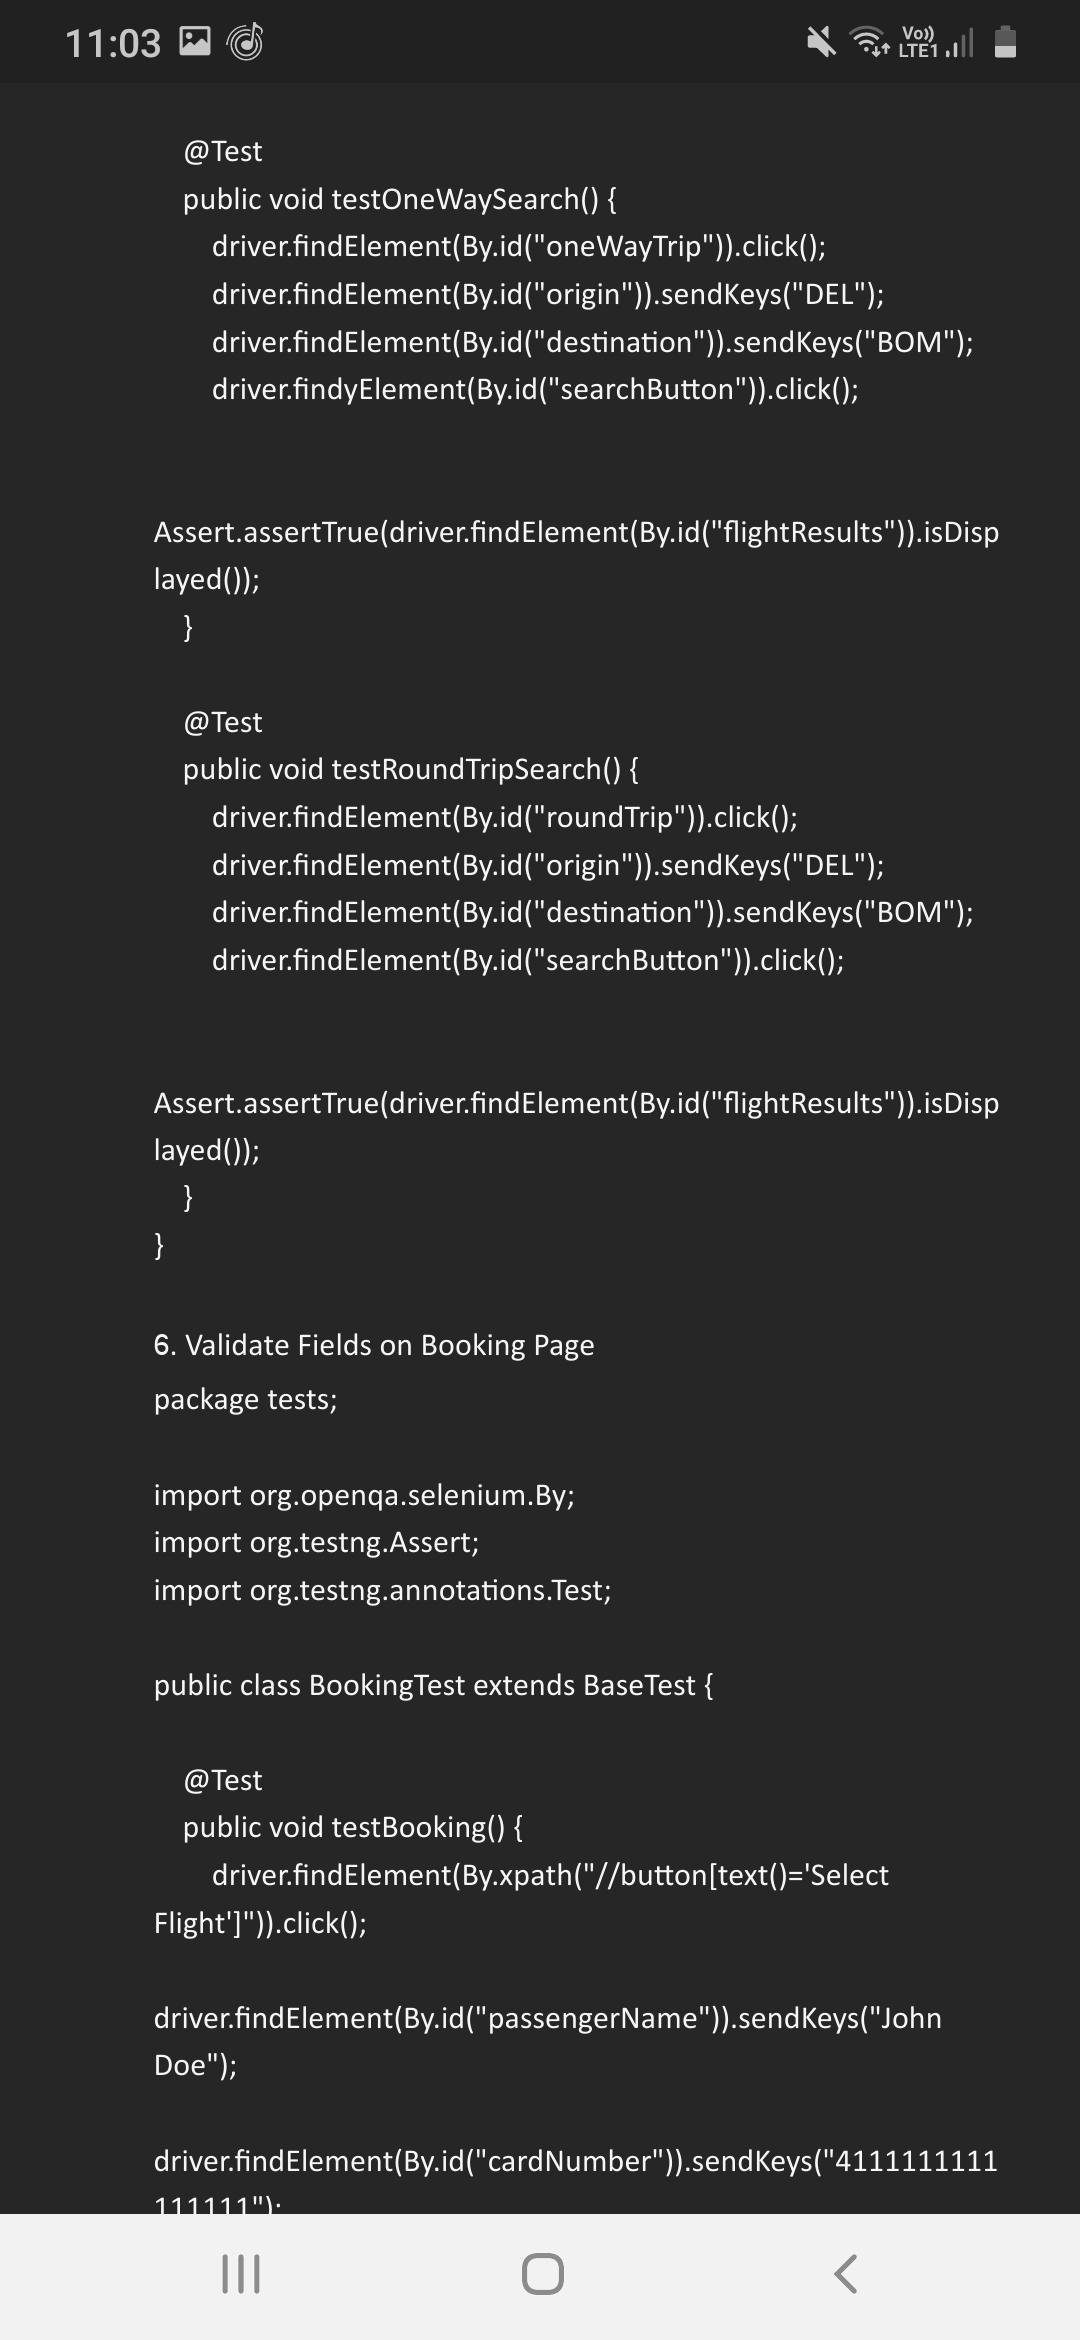 11:03
Vo))
LTE1
@Test
public void testOneWaySearch() {
driver.findElement(By.id("oneWayTrip")).click();
driver.findElement(By.id("origin")).sendKeys("DEL");
driver.findElement(By.id("destination")).sendKeys("BOM");
driver.findyElement(By.id("searchButton")).click();
Assert.assertTrue(driver.findElement(By.id("flightResults")).isDisp
layed());
}
@Test
public void testRoundTripSearch() {
driver.findElement(By.id("roundTrip")).click();
driver.findElement(By.id("origin")).sendKeys("DEL");
driver.findElement(By.id("destination")).sendKeys("BOM");
driver.findElement(By.id("searchButton")).click();
Assert.assertTrue(driver.findElement(By.id("flightResults")).isDisp
layed());
}
}
6. Validate Fields on Booking Page
package tests;
import org.openqa.selenium.By;
import org.testng.Assert;
import org.testng.annotations.Test;
public class BookingTest extends BaseTest {
@Test
public void testBooking() {
driver.findElement(By.xpath("//button[text()='Select
Flight']")).click();
driver.findElement(By.id("passengerName")).sendKeys("John
Doe");
driver.findElement(By.id("cardNumber")).sendKeys("4111111111
111111");